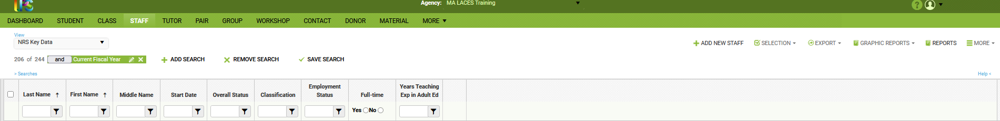 Agency: MA LACES Training
?
DASHBOARD STUDENT CLASS STAFF TUTOR PAIR GROUP WORKSHOP CONTACT DONOR MATERIAL MORE
View
NRS Key Data
ADD NEW STAFF SELECTION EXPORT GRAPHIC REPORTS REPORTS MORE
206 of 244 and Current Fiscal Year ADD SEARCH REMOVE SEARCH SAVE SEARCH
> Searches Help <
Last Name First Name Middle Name Start Date Overall Status Classification Employment Status Full-time Years Teaching Exp in Adult Ed
Yes No